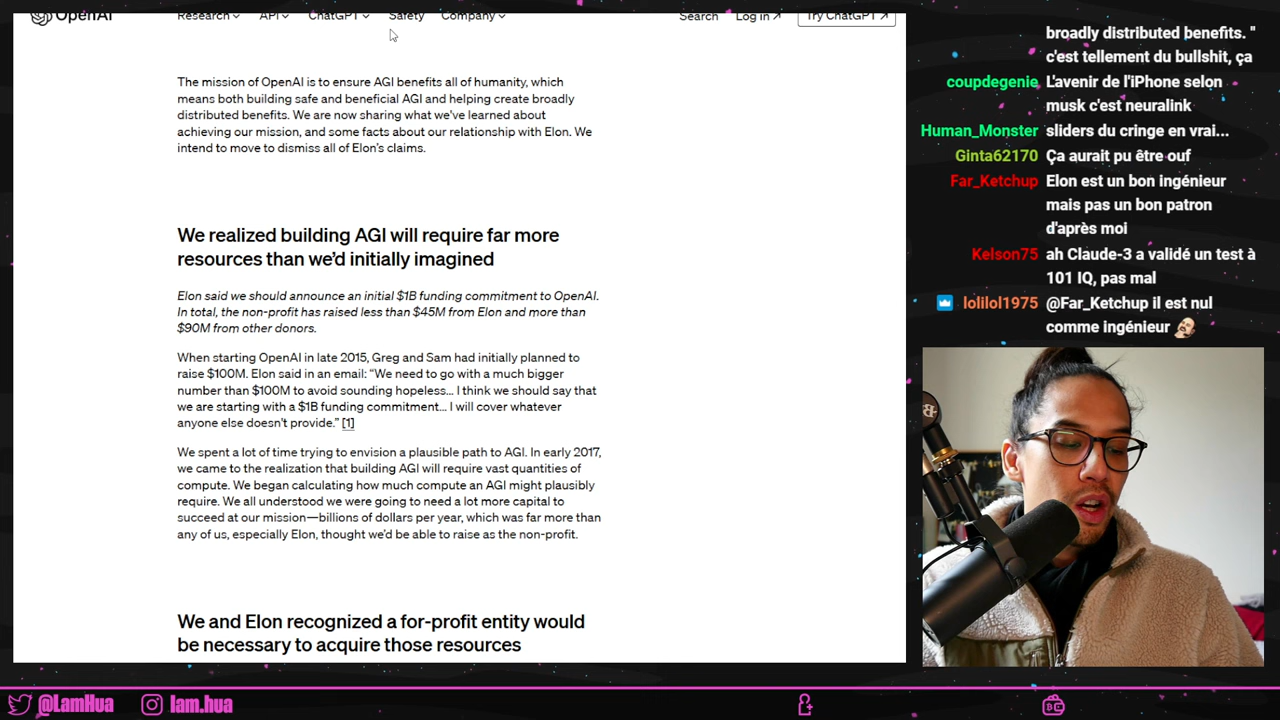 OpenAI
Research API ChatGPT Safety Company Search Log in ↗ Try ChatGPT ↗
The mission of OpenAI is to ensure AGI benefits all of humanity, which
means both building safe and beneficial AGI and helping create broadly
distributed benefits. We are now sharing what we've learned about
achieving our mission, and some facts about our relationship with Elon. We
intend to move to dismiss all of Elon's claims.
We realized building AGI will require far more
resources than we'd initially imagined
Elon said we should announce an initial $1B funding commitment to OpenAI.
In total, the non-profit has raised less than $45M from Elon and more than
$90M from other donors.
When starting OpenAI in late 2015, Greg and Sam had initially planned to
raise $100M. Elon said in an email: “We need to go with a much bigger
number than $100M to avoid sounding hopeless… I think we should say that
we are starting with a $1B funding commitment… I will cover whatever
anyone else doesn't provide.” [1]
We spent a lot of time trying to envision a plausible path to AGI. In early 2017,
we came to the realization that building AGI will require vast quantities of
compute. We began calculating how much compute an AGI might plausibly
require. We all understood we were going to need a lot more capital to
succeed at our mission—billions of dollars per year, which was far more than
any of us, especially Elon, thought we'd be able to raise as the non-profit.
We and Elon recognized a for-profit entity would
be necessary to acquire those resources
broadly distributed benefits. "
c'est tellement du bullshit, ça
coupdegenie L'avenir de l'iPhone selon
musk c'est neuralink
Human_Monster sliders du cringe en vrai...
Ginta62170 Ça aurait pu être ouf
Far_Ketchup Elon est un bon ingénieur
mais pas un bon patron
d'après moi
Kelson75 ah Claude-3 a validé un test à
101 IQ, pas mal
lolilol1975 @Far_Ketchup il est nul
comme ingénieur
@LamHua lam.hua